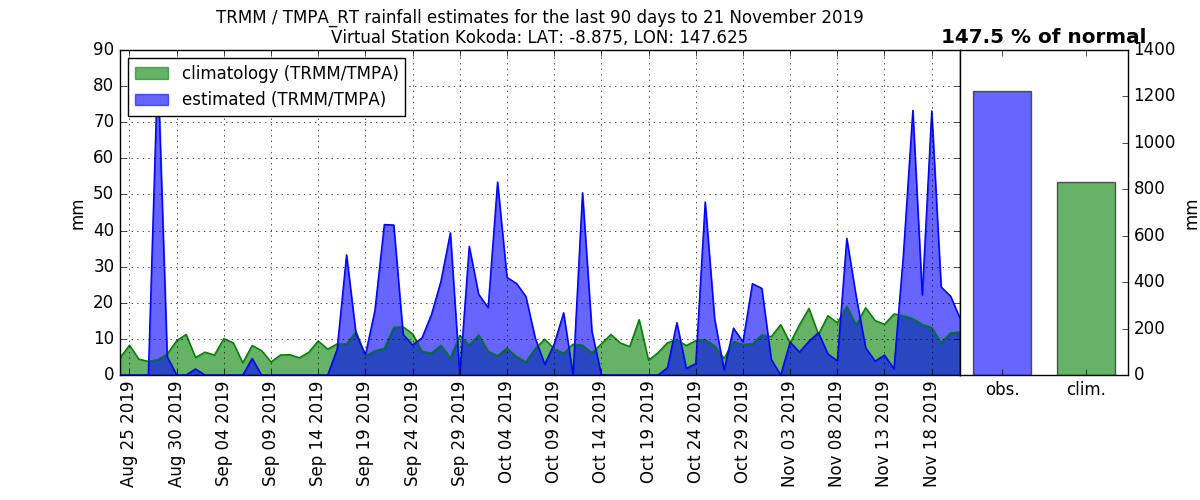 TRMM / TMPA_RT rainfall estimates for the last 90 days to 21 November 2019
Virtual Station Kokoda: LAT: -8.875, LON: 147.625
147.5 % of normal
climatology (TRMM/TMPA)
estimated (TRMM/TMPA)
90
80
70
60
50
40
30
20
10
0
mm
Aug 25 2019
Aug 30 2019
Sep 04 2019
Sep 09 2019
Sep 14 2019
Sep 19 2019
Sep 24 2019
Sep 29 2019
Oct 04 2019
Oct 09 2019
Oct 14 2019
Oct 19 2019
Oct 24 2019
Oct 29 2019
Nov 03 2019
Nov 08 2019
Nov 13 2019
Nov 18 2019
obs.
clim.
1400
1200
1000
800
600
400
200
0
mm